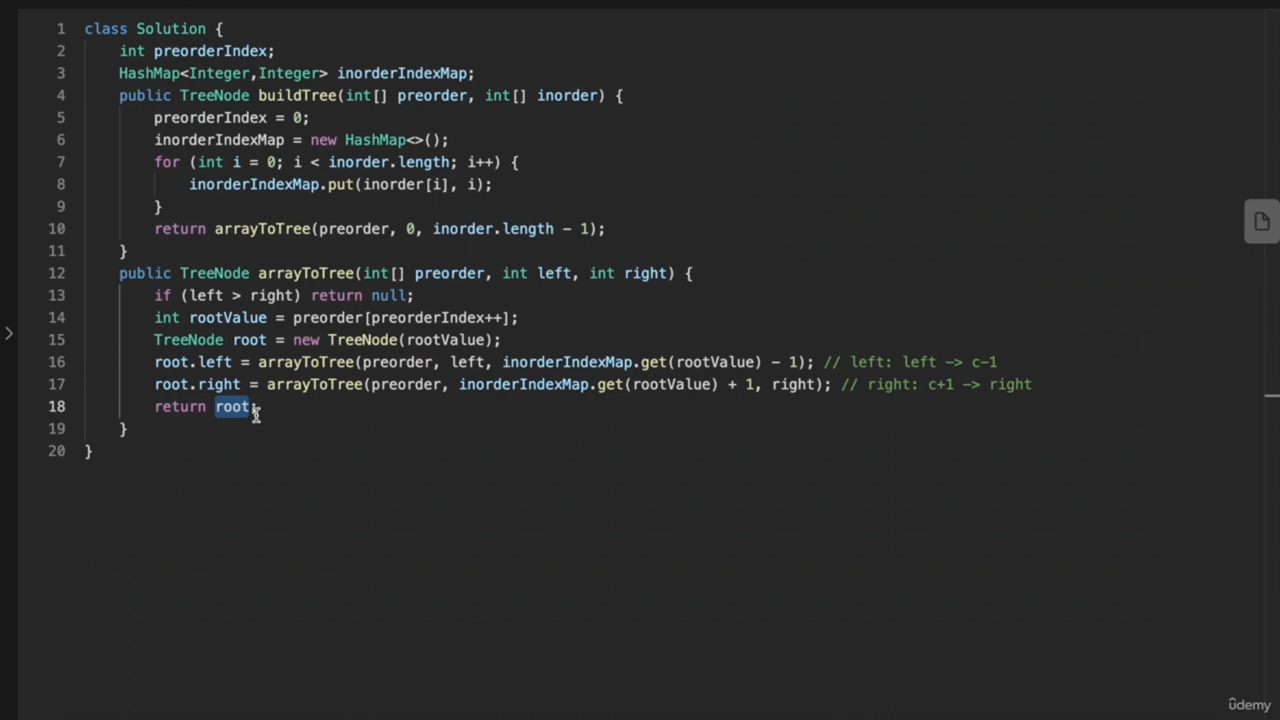 1 class Solution {
2 int preorderIndex;
3 HashMap<Integer,Integer> inorderIndexMap;
4 public TreeNode buildTree(int[] preorder, int[] inorder) {
5 preorderIndex = 0;
6 inorderIndexMap = new HashMap<>();
7 for (int i = 0; i < inorder.length; i++) {
8 inorderIndexMap.put(inorder[i], i);
9 }
10 return arrayToTree(preorder, 0, inorder.length - 1);
11 }
12 public TreeNode arrayToTree(int[] preorder, int left, int right) {
13 if (left > right) return null;
14 int rootValue = preorder[preorderIndex++];
15 TreeNode root = new TreeNode(rootValue);
16 root.left = arrayToTree(preorder, left, inorderIndexMap.get(rootValue) - 1); // left: left -> c-1
17 root.right = arrayToTree(preorder, inorderIndexMap.get(rootValue) + 1, right); // right: c+1 -> right
18 return root;
19 }
20 }
ûdemy